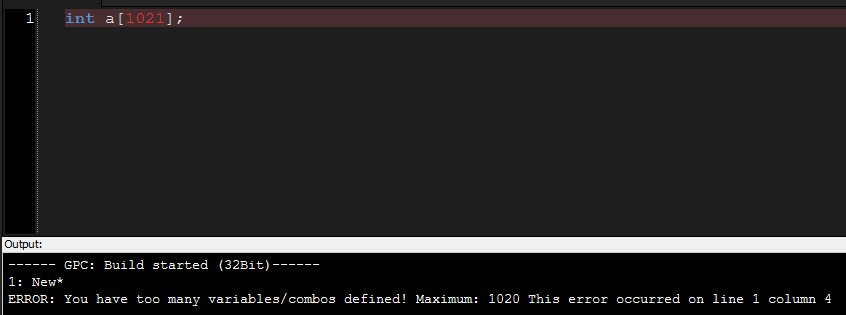 1 int a[1021];
Output:
------ GPC: Build started (32Bit)------
1: New*
ERROR: You have too many variables/combos defined! Maximum: 1020 This error occurred on line 1 column 4